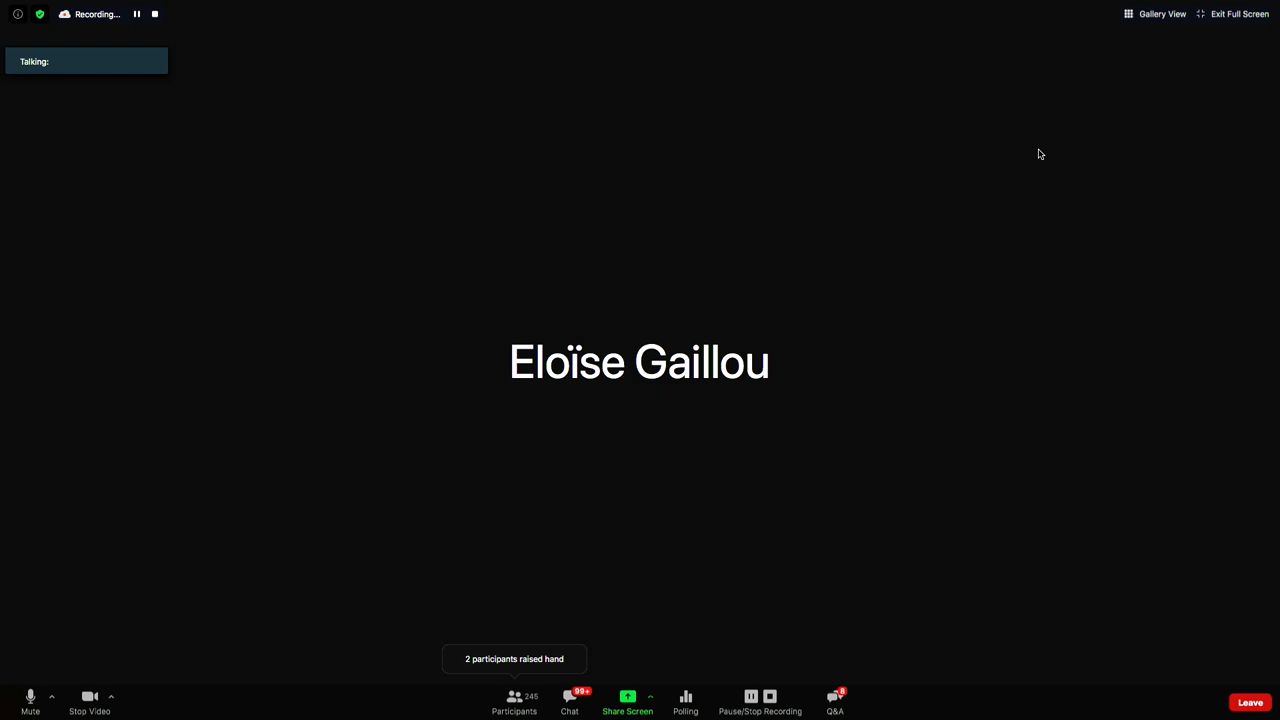 Recording...
Gallery View
Exit Full Screen
Talking:
Eloïse Gaillou
2 participants raised hand
245
99+
8
Mute
Stop Video
Participants
Chat
Share Screen
Polling
Pause/Stop Recording
Q&A
Leave